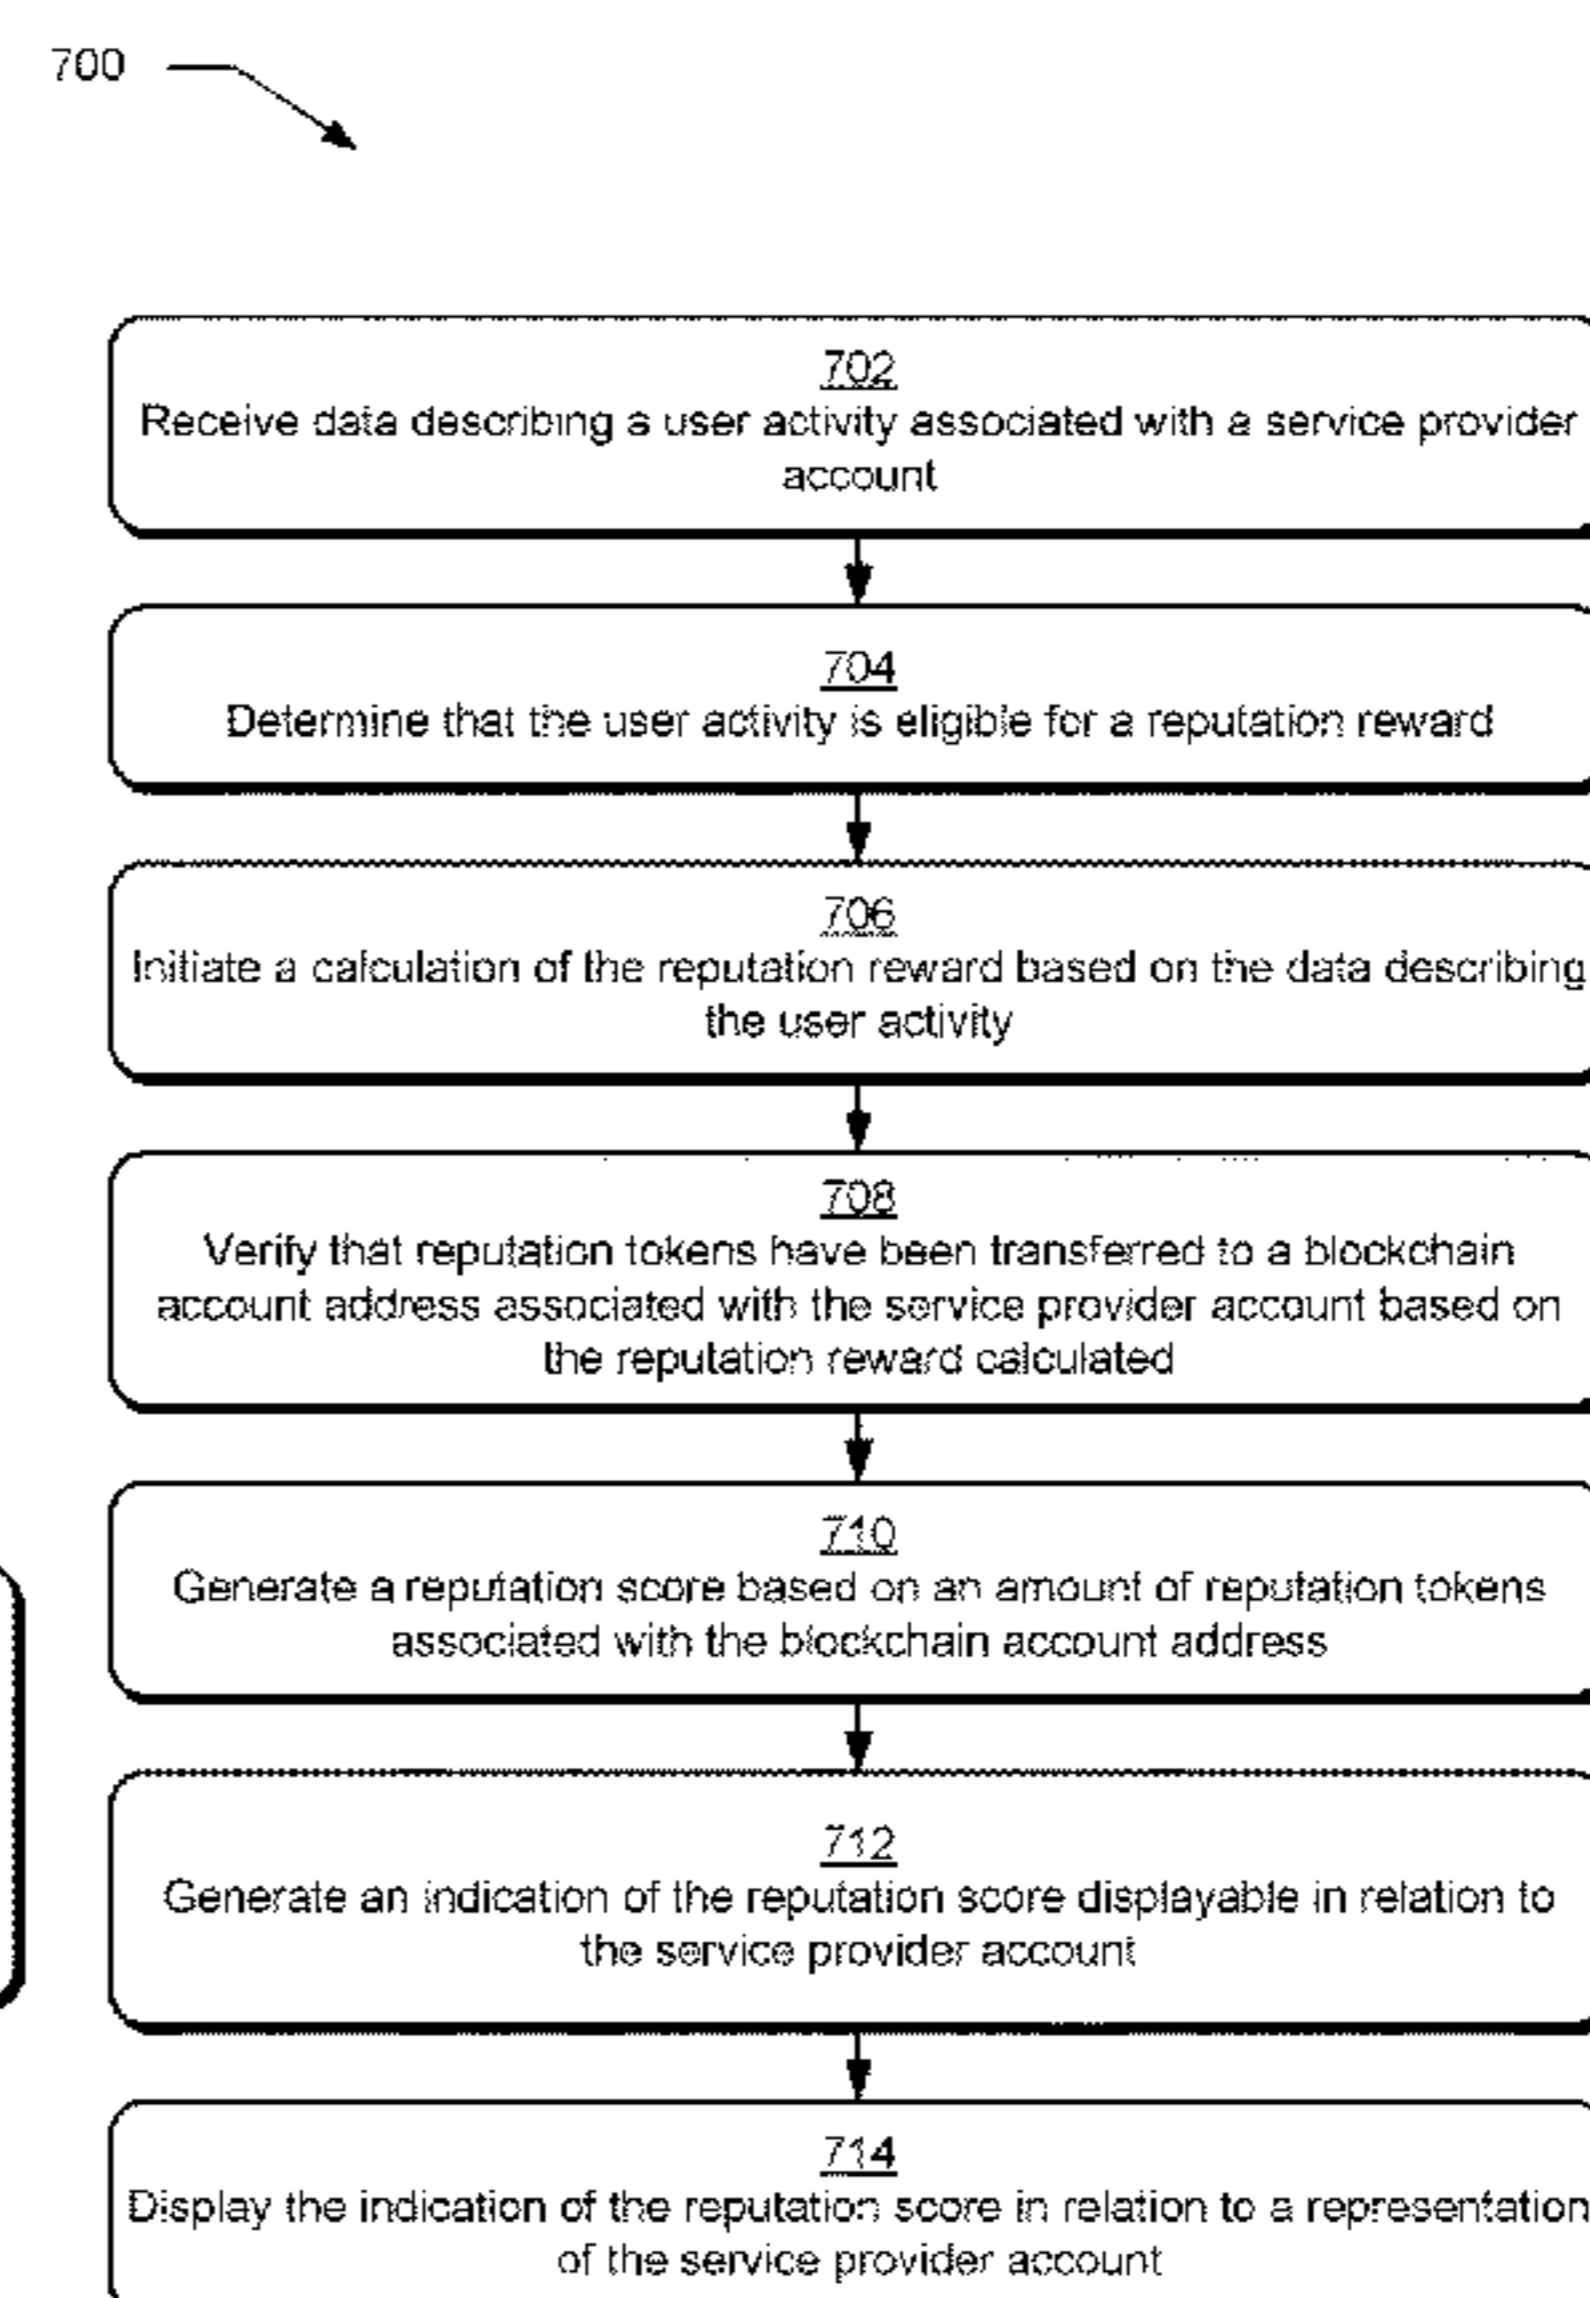 700
702
Receive data describing a user activity associated with a service provider
account
704
Determine that the user activity is eligible for a reputation reward
706
Initiate a calculation of the reputation reward based on the data describing
the user activity
708
Verify that reputation tokens have been transferred to a blockchain
account address associated with the service provider account based on
the reputation reward calculated
710
Generate a reputation score based on an amount of reputation tokens
associated with the blockchain account address
712
Generate an indication of the reputation score displayable in relation to
the service provider account
714
Display the indication of the reputation score in relation to a representation
of the service provider account